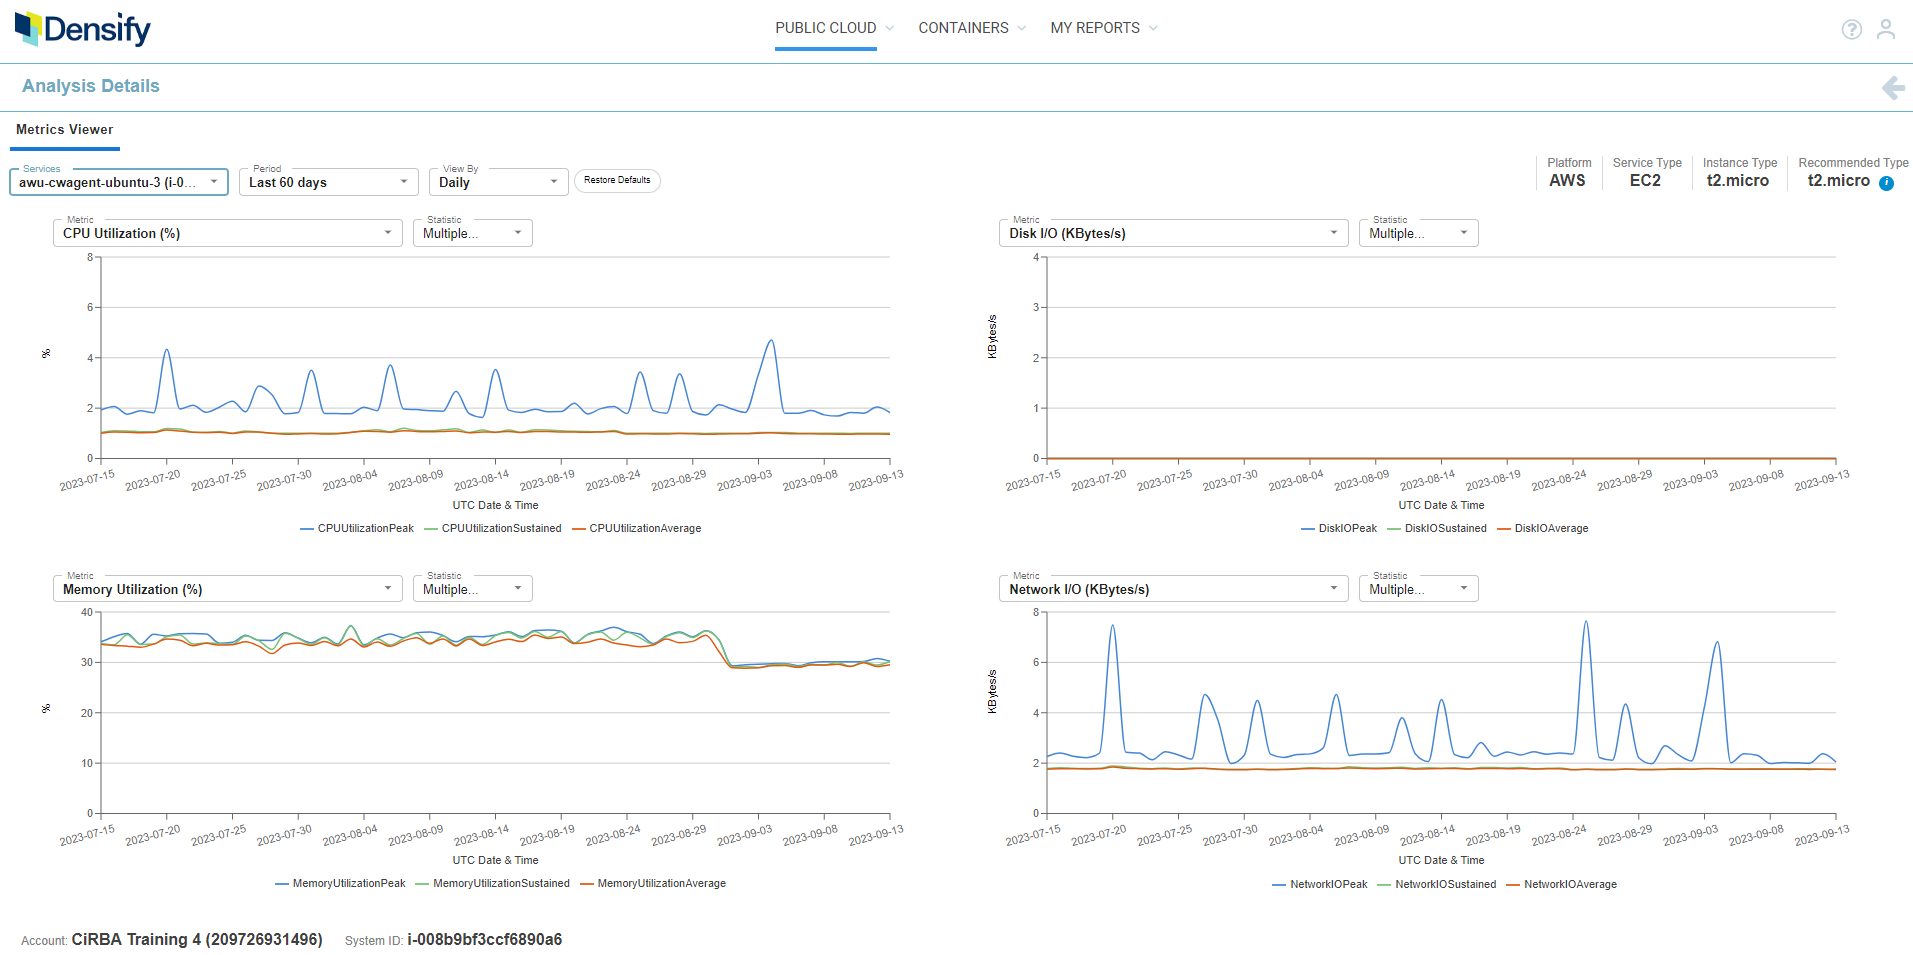 Densify
PUBLIC CLOUD
CONTAINERS
MY REPORTS
?
Analysis Details
Metrics Viewer
Services
awu-cwagent-ubuntu-3 (i-0...
Period
Last 60 days
View By
Daily
Restore Defaults
Platform
AWS
Service Type
EC2
Instance Type
t2.micro
Recommended Type
t2.micro i
Metric
CPU Utilization (%)
Statistic
Multiple...
8
6
4
2
0
%
2023-07-15 2023-07-20 2023-07-25 2023-07-30 2023-08-04 2023-08-09 2023-08-14 2023-08-19 2023-08-24 2023-08-29 2023-09-03 2023-09-08 2023-09-13
UTC Date & Time
CPUUtilizationPeak CPUUtilizationSustained CPUUtilizationAverage
Metric
Disk I/O (KBytes/s)
Statistic
Multiple...
4
3
2
1
0
KBytes/s
2023-07-15 2023-07-20 2023-07-25 2023-07-30 2023-08-04 2023-08-09 2023-08-14 2023-08-19 2023-08-24 2023-08-29 2023-09-03 2023-09-08 2023-09-13
UTC Date & Time
DiskIOPeak DiskIOSustained DiskIOAverage
Metric
Memory Utilization (%)
Statistic
Multiple...
40
30
20
10
0
%
2023-07-15 2023-07-20 2023-07-25 2023-07-30 2023-08-04 2023-08-09 2023-08-14 2023-08-19 2023-08-24 2023-08-29 2023-09-03 2023-09-08 2023-09-13
UTC Date & Time
MemoryUtilizationPeak MemoryUtilizationSustained MemoryUtilizationAverage
Metric
Network I/O (KBytes/s)
Statistic
Multiple...
8
6
4
2
0
KBytes/s
2023-07-15 2023-07-20 2023-07-25 2023-07-30 2023-08-04 2023-08-09 2023-08-14 2023-08-19 2023-08-24 2023-08-29 2023-09-03 2023-09-08 2023-09-13
UTC Date & Time
NetworkIOPeak NetworkIOSustained NetworkIOAverage
Account: CiRBA Training 4 (209726931496) System ID: i-008b9bf3ccf6890a6